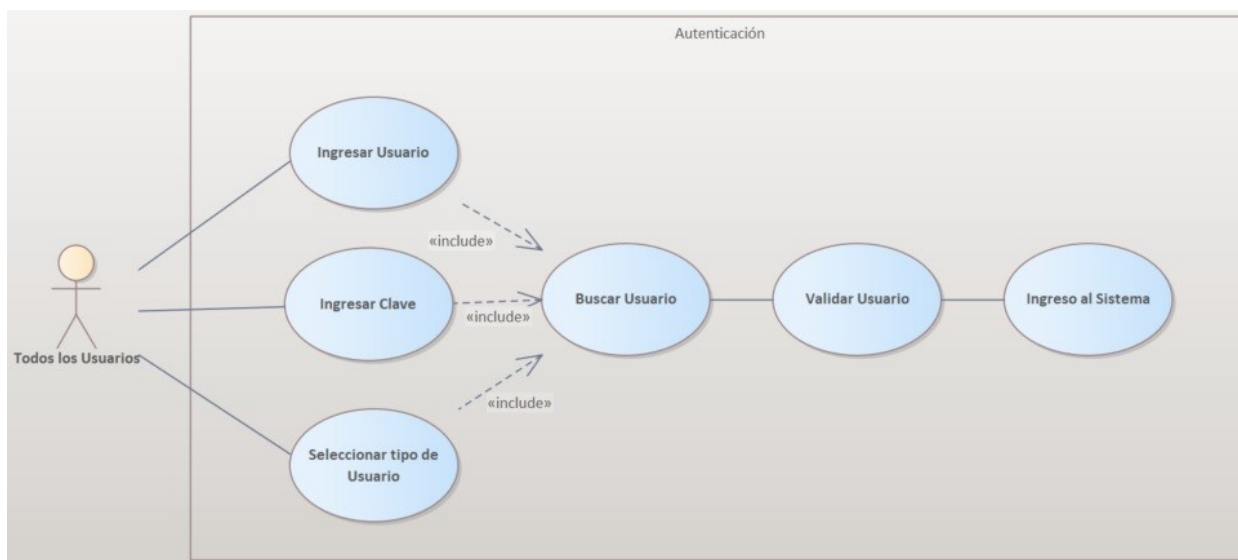 Autenticación
Ingresar Usuario
«include»
Ingresar Clave
«include»
Buscar Usuario
Validar Usuario
Ingreso al Sistema
Todos los Usuarios
«include»
Seleccionar tipo de
Usuario